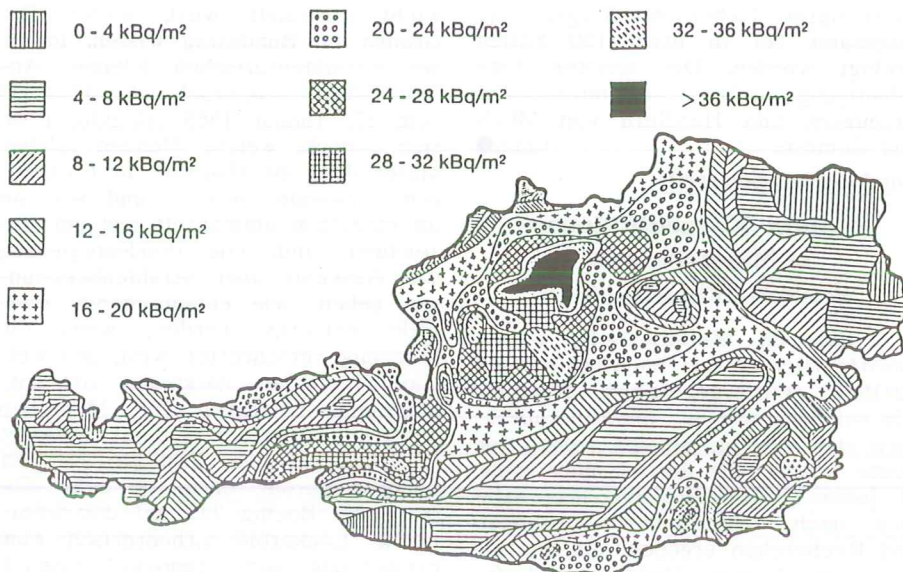 0 - 4 kBq/m²
4 - 8 kBq/m²
8 - 12 kBq/m²
12 - 16 kBq/m²
16 - 20 kBq/m²
20 - 24 kBq/m²
24 - 28 kBq/m²
28 - 32 kBq/m²
32 - 36 kBq/m²
> 36 kBq/m²